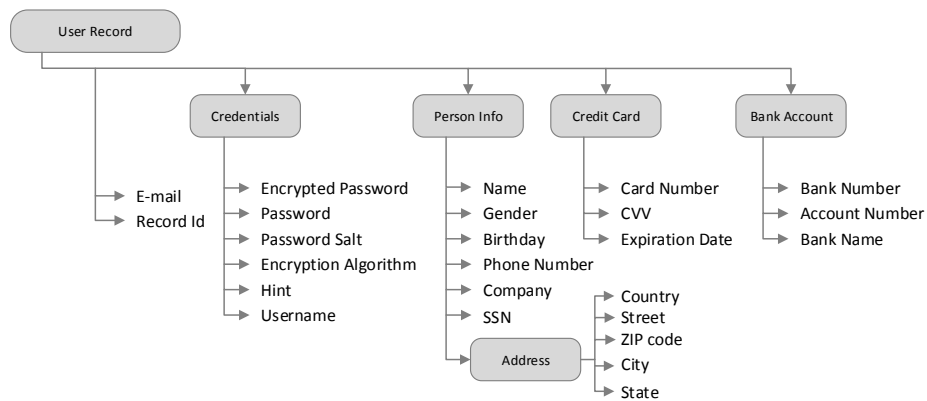 User Record
E-mail
Record Id
Credentials
Encrypted Password
Password
Password Salt
Encryption Algorithm
Hint
Username
Person Info
Name
Gender
Birthday
Phone Number
Company
SSN
Address
Country
Street
ZIP code
City
State
Credit Card
Card Number
CVV
Expiration Date
Bank Account
Bank Number
Account Number
Bank Name